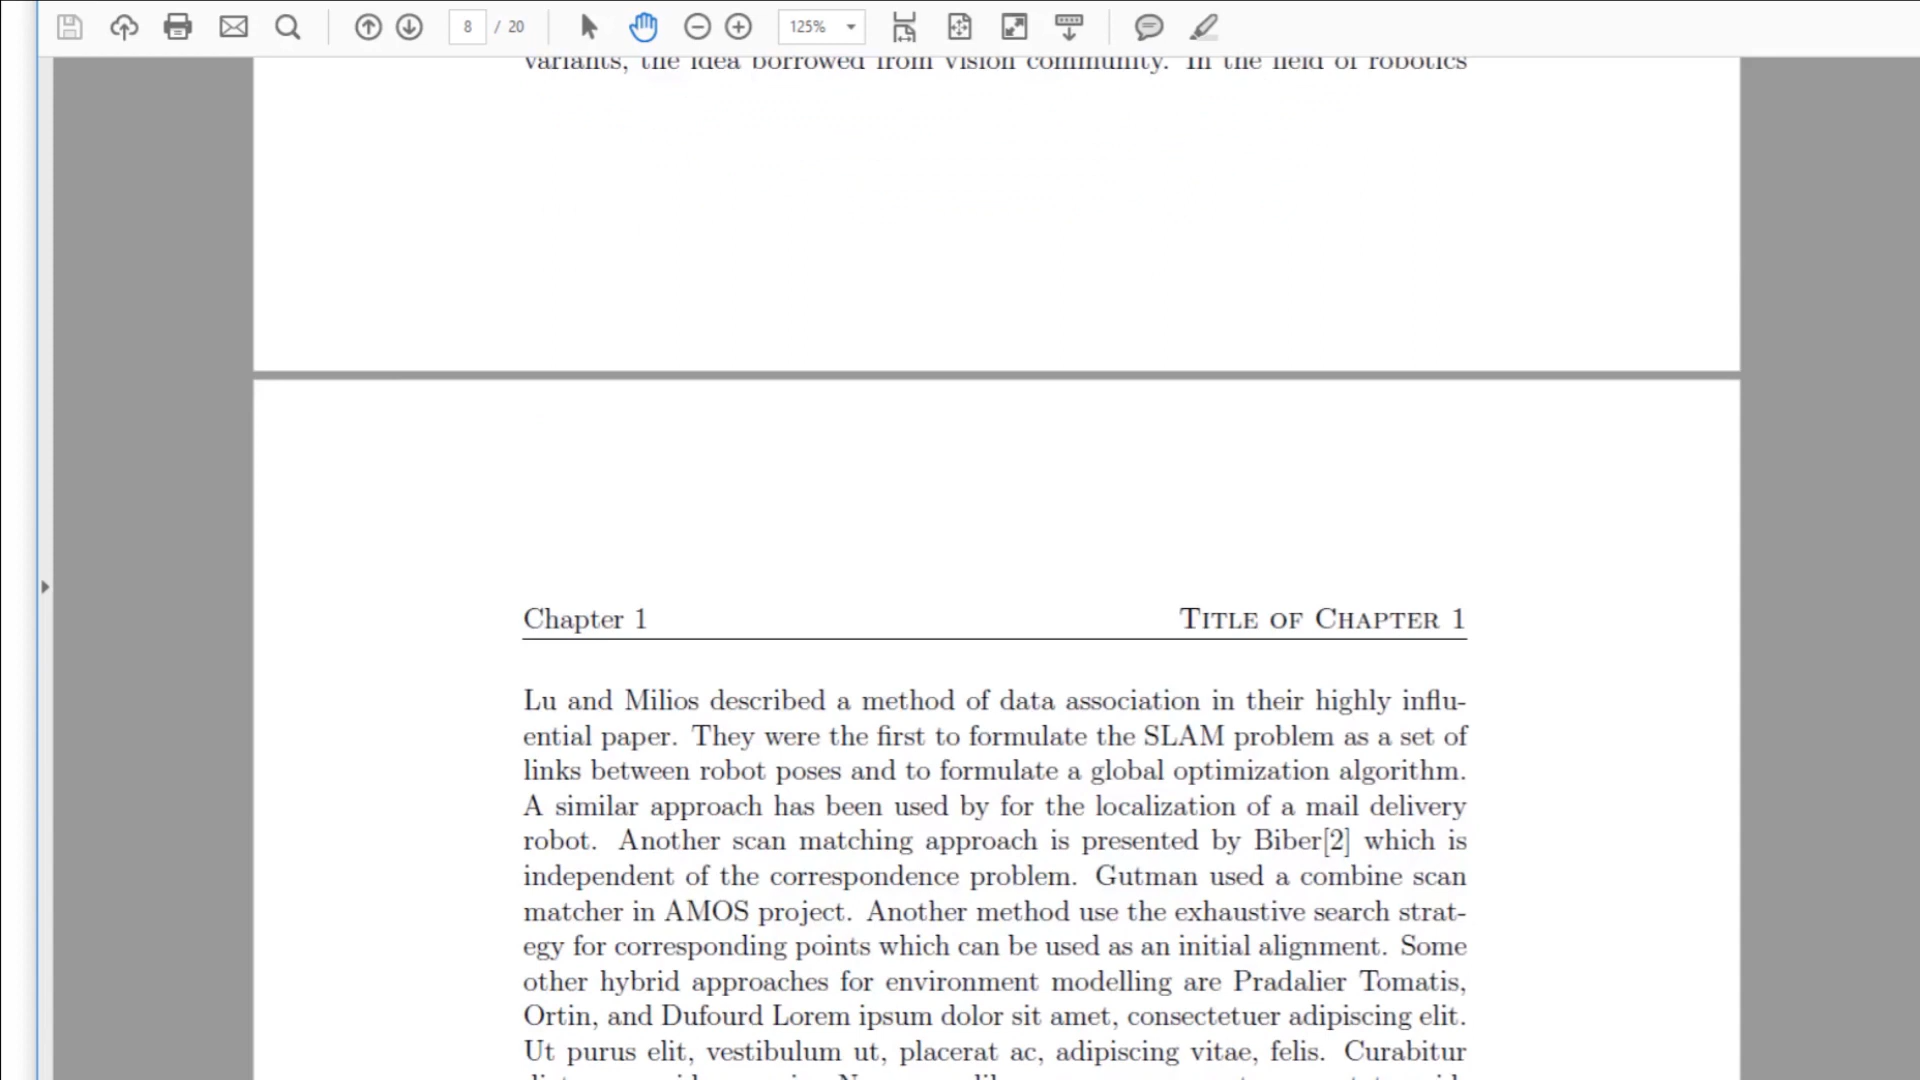 8 / 20 125%
variants, the idea borrowed from vision community. In the field of robotics
Chapter 1 TITLE OF CHAPTER 1
Lu and Milios described a method of data association in their highly influ-
ential paper. They were the first to formulate the SLAM problem as a set of
links between robot poses and to formulate a global optimization algorithm.
A similar approach has been used by for the localization of a mail delivery
robot. Another scan matching approach is presented by Biber[2] which is
independent of the correspondence problem. Gutman used a combine scan
matcher in AMOS project. Another method use the exhaustive search strat-
egy for corresponding points which can be used as an initial alignment. Some
other hybrid approaches for environment modelling are Pradalier Tomatis,
Ortin, and Dufourd Lorem ipsum dolor sit amet, consectetuer adipiscing elit.
Ut purus elit, vestibulum ut, placerat ac, adipiscing vitae, felis. Curabitur